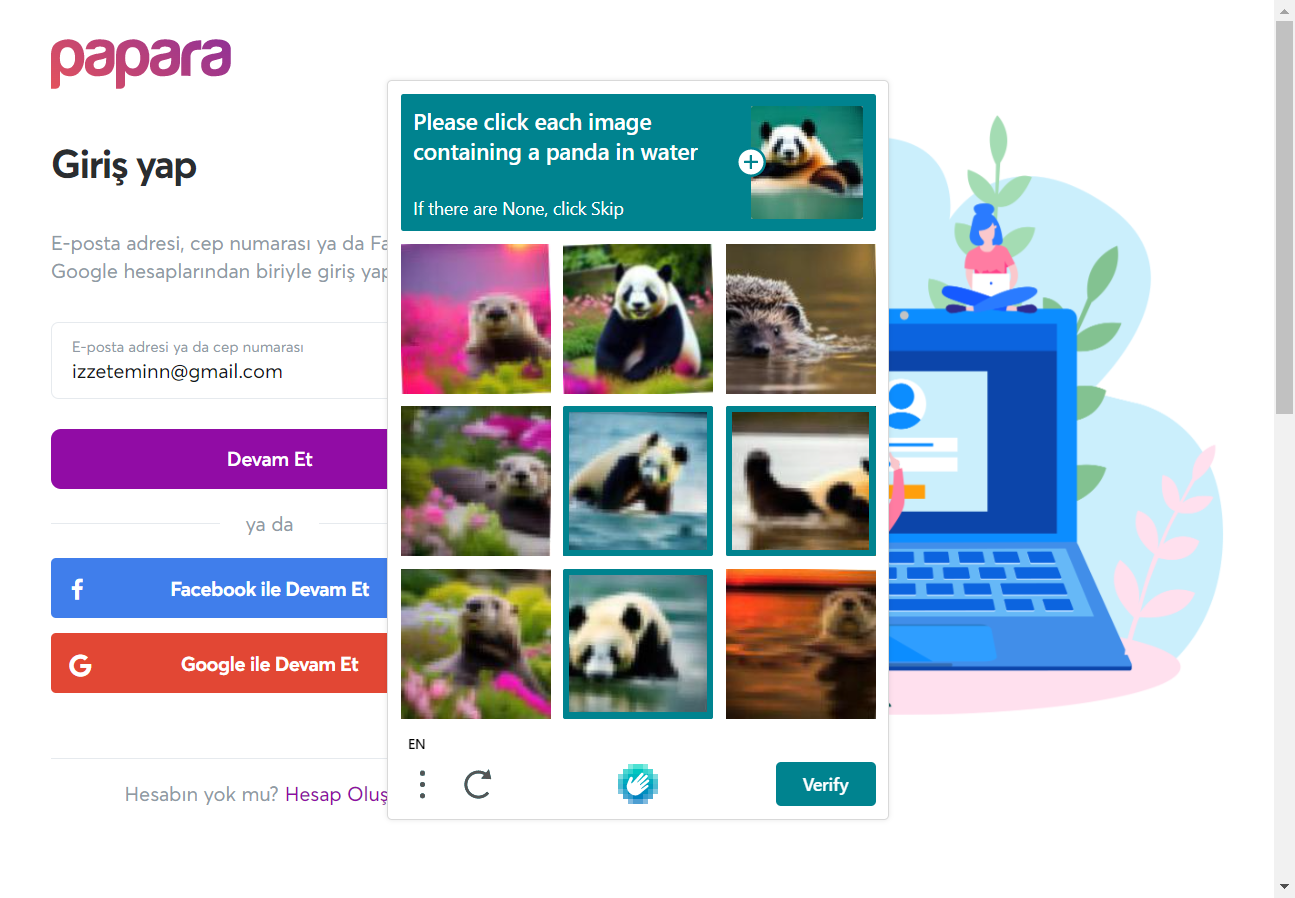 papara
Giriş yap
E-posta adresi, cep numarası ya da Fa
Google hesaplarından biriyle giriş yap
E-posta adresi ya da cep numarası
izzeteminn@gmail.com
Devam Et
ya da
Facebook ile Devam Et
Google ile Devam Et
Hesabın yok mu? Hesap Oluş
Please click each image
containing a panda in water
If there are None, click Skip
EN
Verify